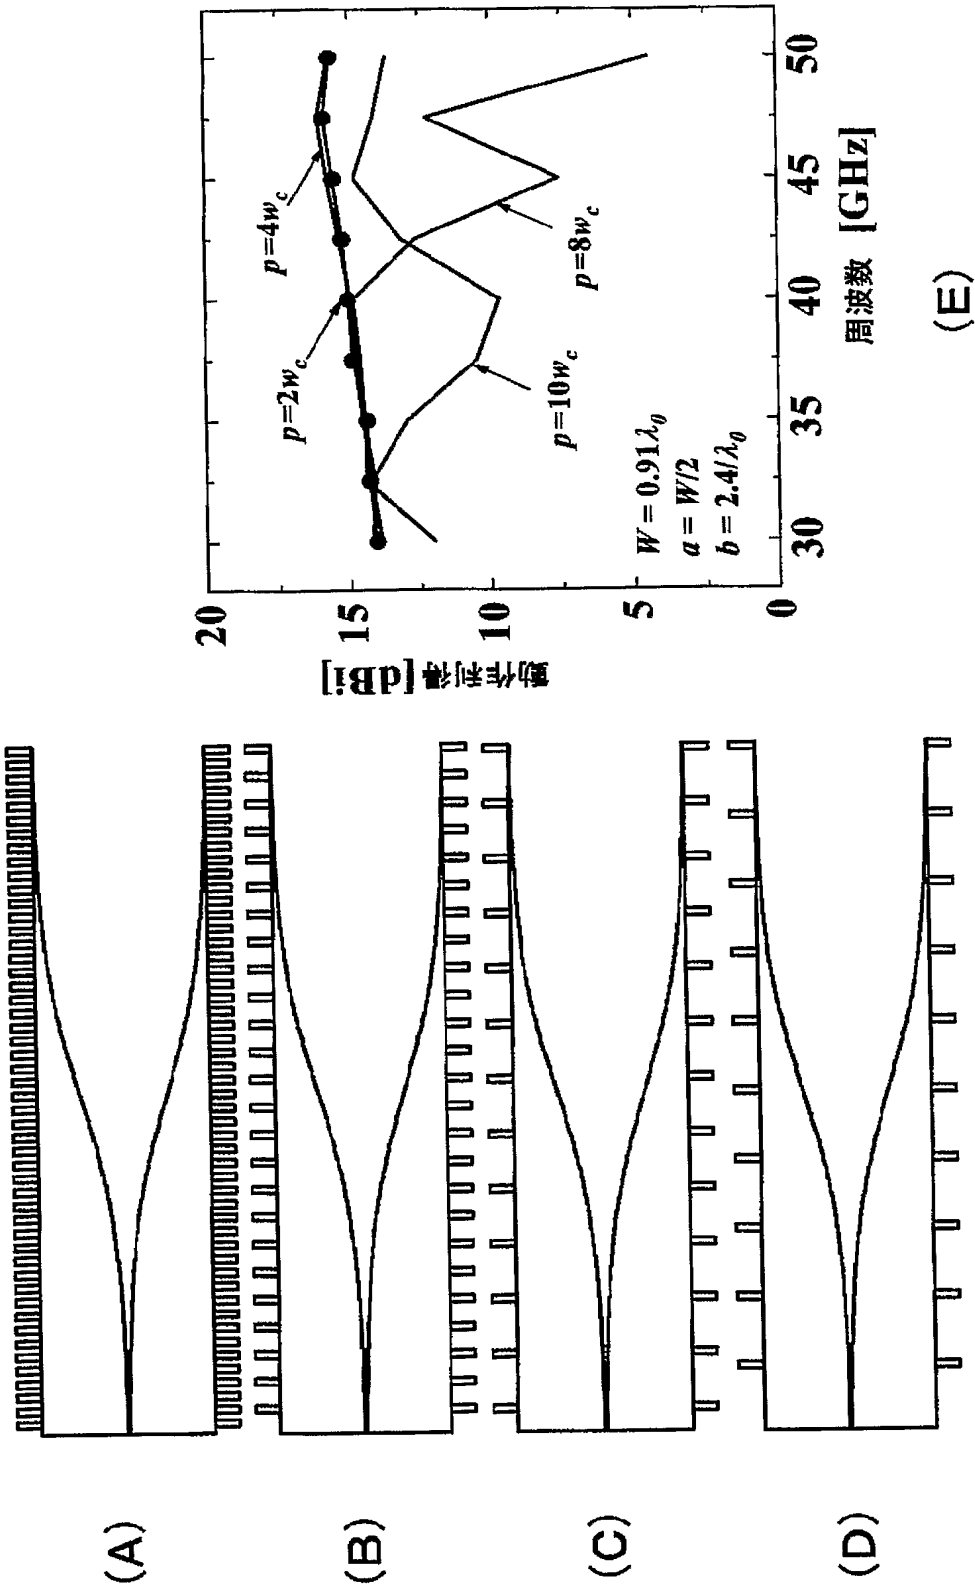 (A)
(B)
(C)
(D)
動作利得[dBi]
20
15
10
5
0
p=2w_c
p=4w_c
p=10w_c
p=8w_c
W = 0.91λ_0
a = W/2
b = 2.4/λ_0
30
35
40
45
50
周波数 [GHz]
(E)